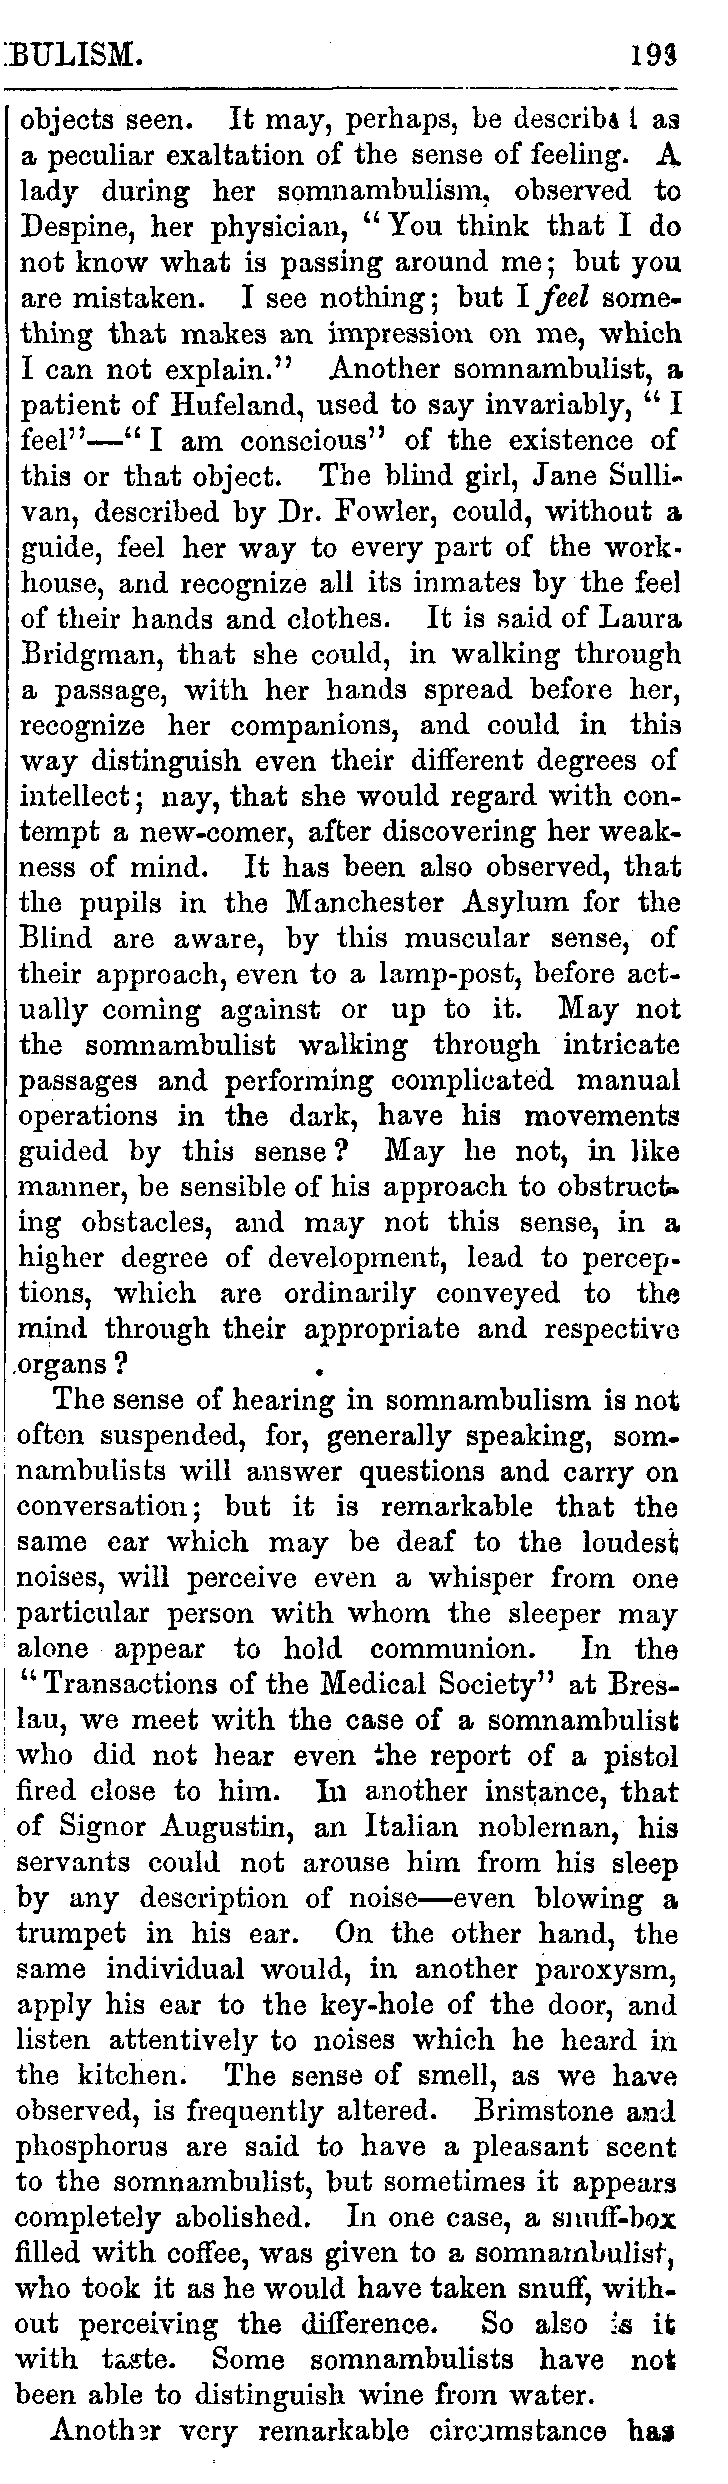 BULISM. 193
objects seen. It may, perhaps, be described as
a peculiar exaltation of the sense of feeling. A
lady during her somnambulism, observed to
Despine, her physician, “You think that I do
not know what is passing around me; but you
are mistaken. I see nothing; but I feel some-
thing that makes an impression on me, which
I can not explain.” Another somnambulist, a
patient of Hufeland, used to say invariably, “I
feel”—“I am conscious” of the existence of
this or that object. The blind girl, Jane Sulli-
van, described by Dr. Fowler, could, without a
guide, feel her way to every part of the work-
house, and recognize all its inmates by the feel
of their hands and clothes. It is said of Laura
Bridgman, that she could, in walking through
a passage, with her hands spread before her,
recognize her companions, and could in this
way distinguish even their different degrees of
intellect; nay, that she would regard with con-
tempt a new-comer, after discovering her weak-
ness of mind. It has been also observed, that
the pupils in the Manchester Asylum for the
Blind are aware, by this muscular sense, of
their approach, even to a lamp-post, before act-
ually coming against or up to it. May not
the somnambulist walking through intricate
passages and performing complicated manual
operations in the dark, have his movements
guided by this sense? May he not, in like
manner, be sensible of his approach to obstruct-
ing obstacles, and may not this sense, in a
higher degree of development, lead to percep-
tions, which are ordinarily conveyed to the
mind through their appropriate and respective
organs?
The sense of hearing in somnambulism is not
often suspended, for, generally speaking, som-
nambulists will answer questions and carry on
conversation; but it is remarkable that the
same ear which may be deaf to the loudest
noises, will perceive even a whisper from one
particular person with whom the sleeper may
alone appear to hold communion. In the
“Transactions of the Medical Society” at Bres-
lau, we meet with the case of a somnambulist
who did not hear even the report of a pistol
fired close to him. In another instance, that
of Signor Augustin, an Italian nobleman, his
servants could not arouse him from his sleep
by any description of noise—even blowing a
trumpet in his ear. On the other hand, the
same individual would, in another paroxysm,
apply his ear to the key-hole of the door, and
listen attentively to noises which he heard in
the kitchen. The sense of smell, as we have
observed, is frequently altered. Brimstone and
phosphorus are said to have a pleasant scent
to the somnambulist, but sometimes it appears
completely abolished. In one case, a snuff-box
filled with coffee, was given to a somnambulist,
who took it as he would have taken snuff, with-
out perceiving the difference. So also is it
with taste. Some somnambulists have not
been able to distinguish wine from water.
Another very remarkable circumstance has